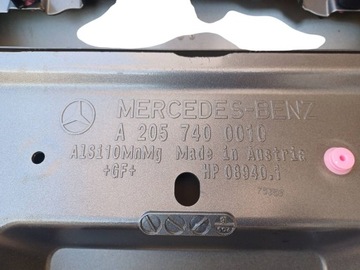 MERCEDES-BENZ
A 205 740 0010
AlSi10MnMg Made in Austria
+GF+ HP 08940.1